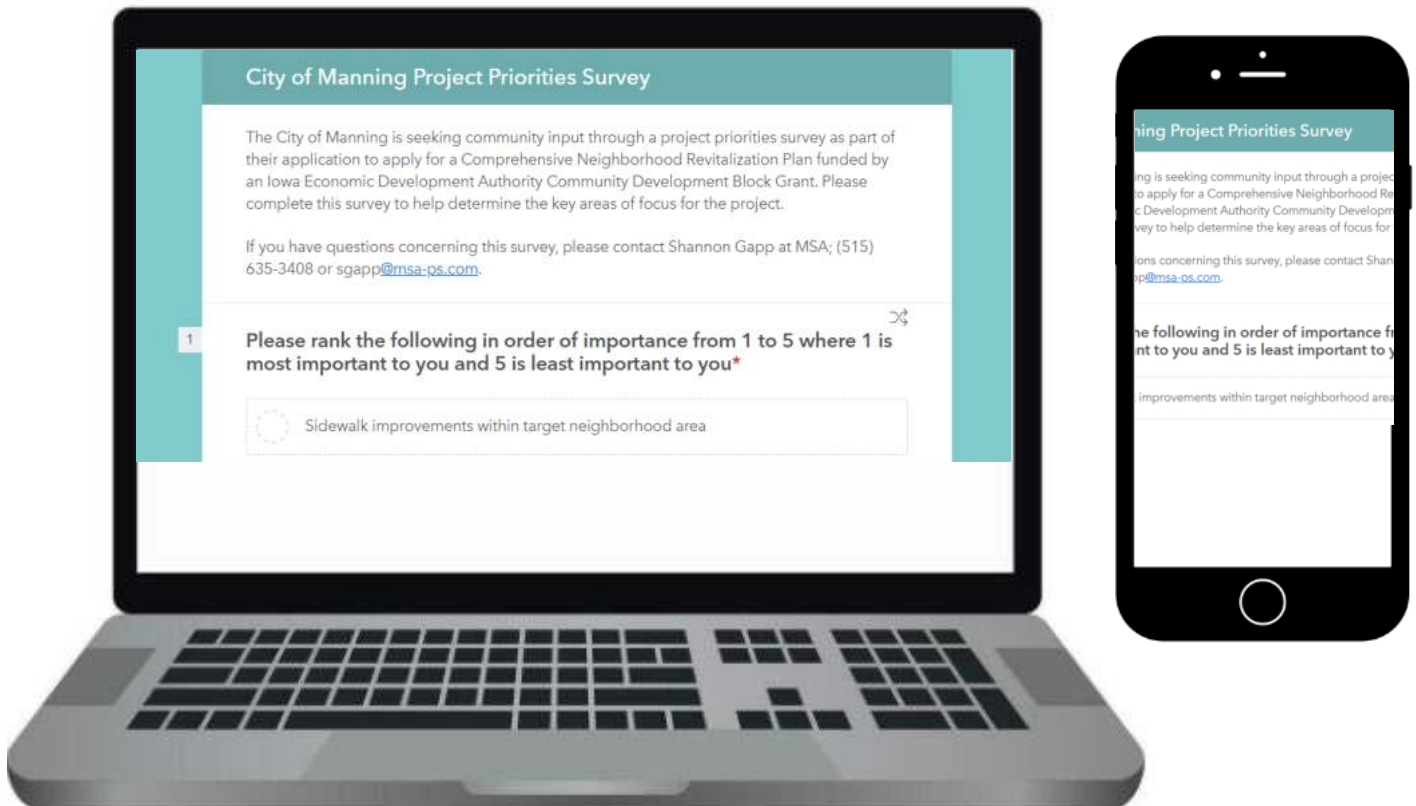 City of Manning Project Priorities Survey
The City of Manning is seeking community input through a project priorities survey as part of
their application to apply for a Comprehensive Neighborhood Revitalization Plan funded by
an Iowa Economic Development Authority Community Development Block Grant. Please
complete this survey to help determine the key areas of focus for the project.
If you have questions concerning this survey, please contact Shannon Gapp at MSA; (515)
635-3408 or sgapp@msa-ps.com.
1
Please rank the following in order of importance from 1 to 5 where 1 is
most important to you and 5 is least important to you*
Sidewalk improvements within target neighborhood area
ning Project Priorities Survey
ing is seeking community input through a projec
to apply for a Comprehensive Neighborhood Re
c Development Authority Community Developm
vey to help determine the key areas of focus for
ions concerning this survey, please contact Shan
pp@msa-ps.com.
he following in order of importance fr
nt to you and 5 is least important to y
improvements within target neighborhood area